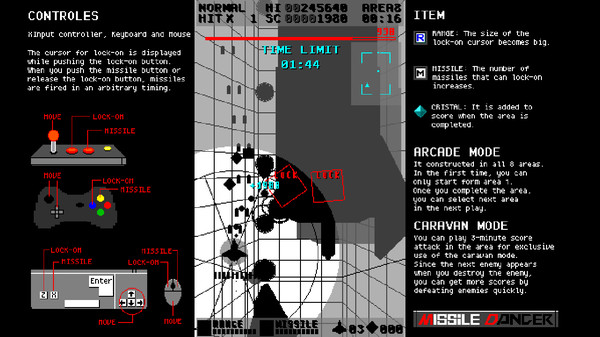 CONTROLES
XInput controller, Keyboard and Mouse
The cursor for lock-on is displayed
while pushing the lock-on button.
When you push the missile button or
release the lock-on button, missiles
are fired in an arbitrary timing.
MOVE
LOCK-ON
MISSILE
MOVE
LOCK-ON
MISSILE
LOCK-ON
MISSILE
MISSILE
LOCK-ON
Enter
Z X
MOVE
MOVE
NORMAL HI 00245640 AREA8
HIT X 1 SC 00001980 00:16
TIME LIMIT
01:44
LOCK
RANGE MISSILE 03 000
ITEM
R RANGE: The size of the
lock-on cursor becomes big.
M MISSILE: The number of
missiles that can lock-on
increases.
CRISTAL: It is added to
score when the area is
completed.
ARCADE MODE
It constructed in all 8 areas.
In the first time, you can
only start form area 1.
Once you complete the area,
you can select next area
in the next play.
CARAVAN MODE
You can play 3-minute score
attack in the area for exclusive
use of the caravan mode.
Since the next enemy appears
when you destroy the enemy,
you can get more scores by
defeating enemies quickly.
MISSILE DANCER